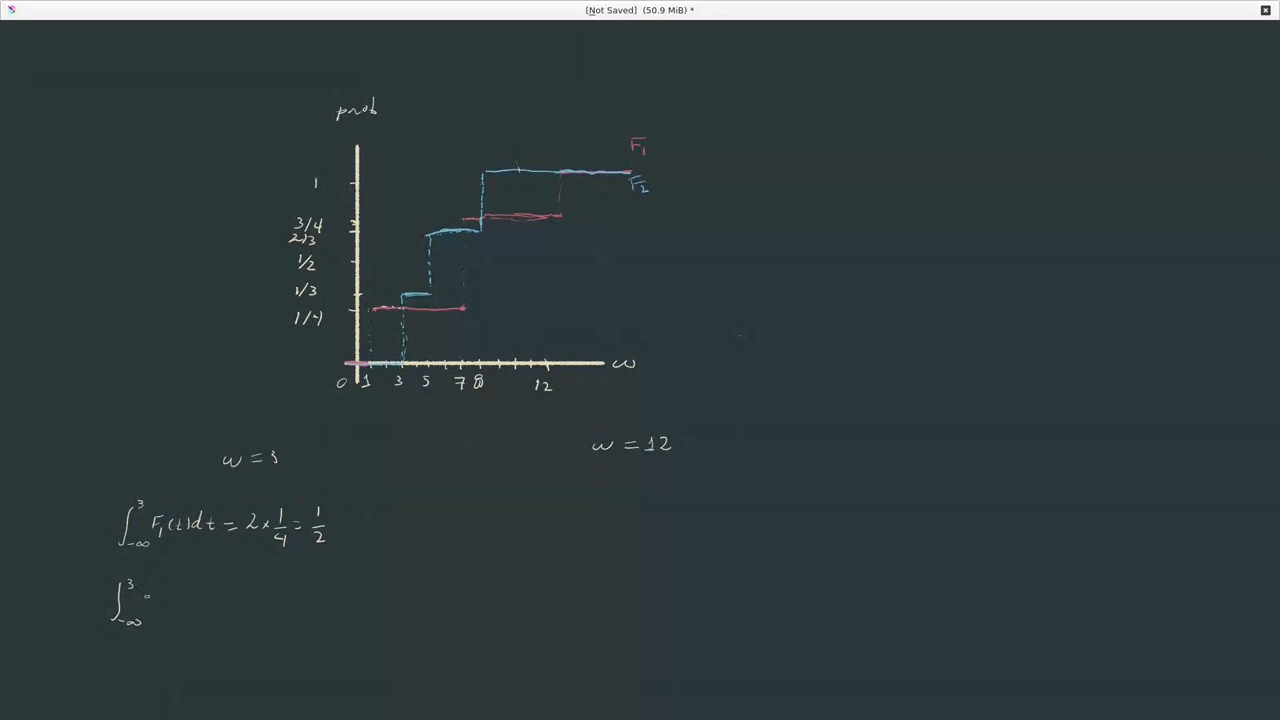 [Not Saved] (50.9 MiB) *
prob
F₁
F₂
1
3/4
2/3
1/2
1/3
1/4
ω
0 1 3 5 7 8 12
ω = 3
ω = 12
∫_{-∞}^{3} F₁(t)dt = 2 × 1/4 = 1/2
∫_{-∞}^{3}